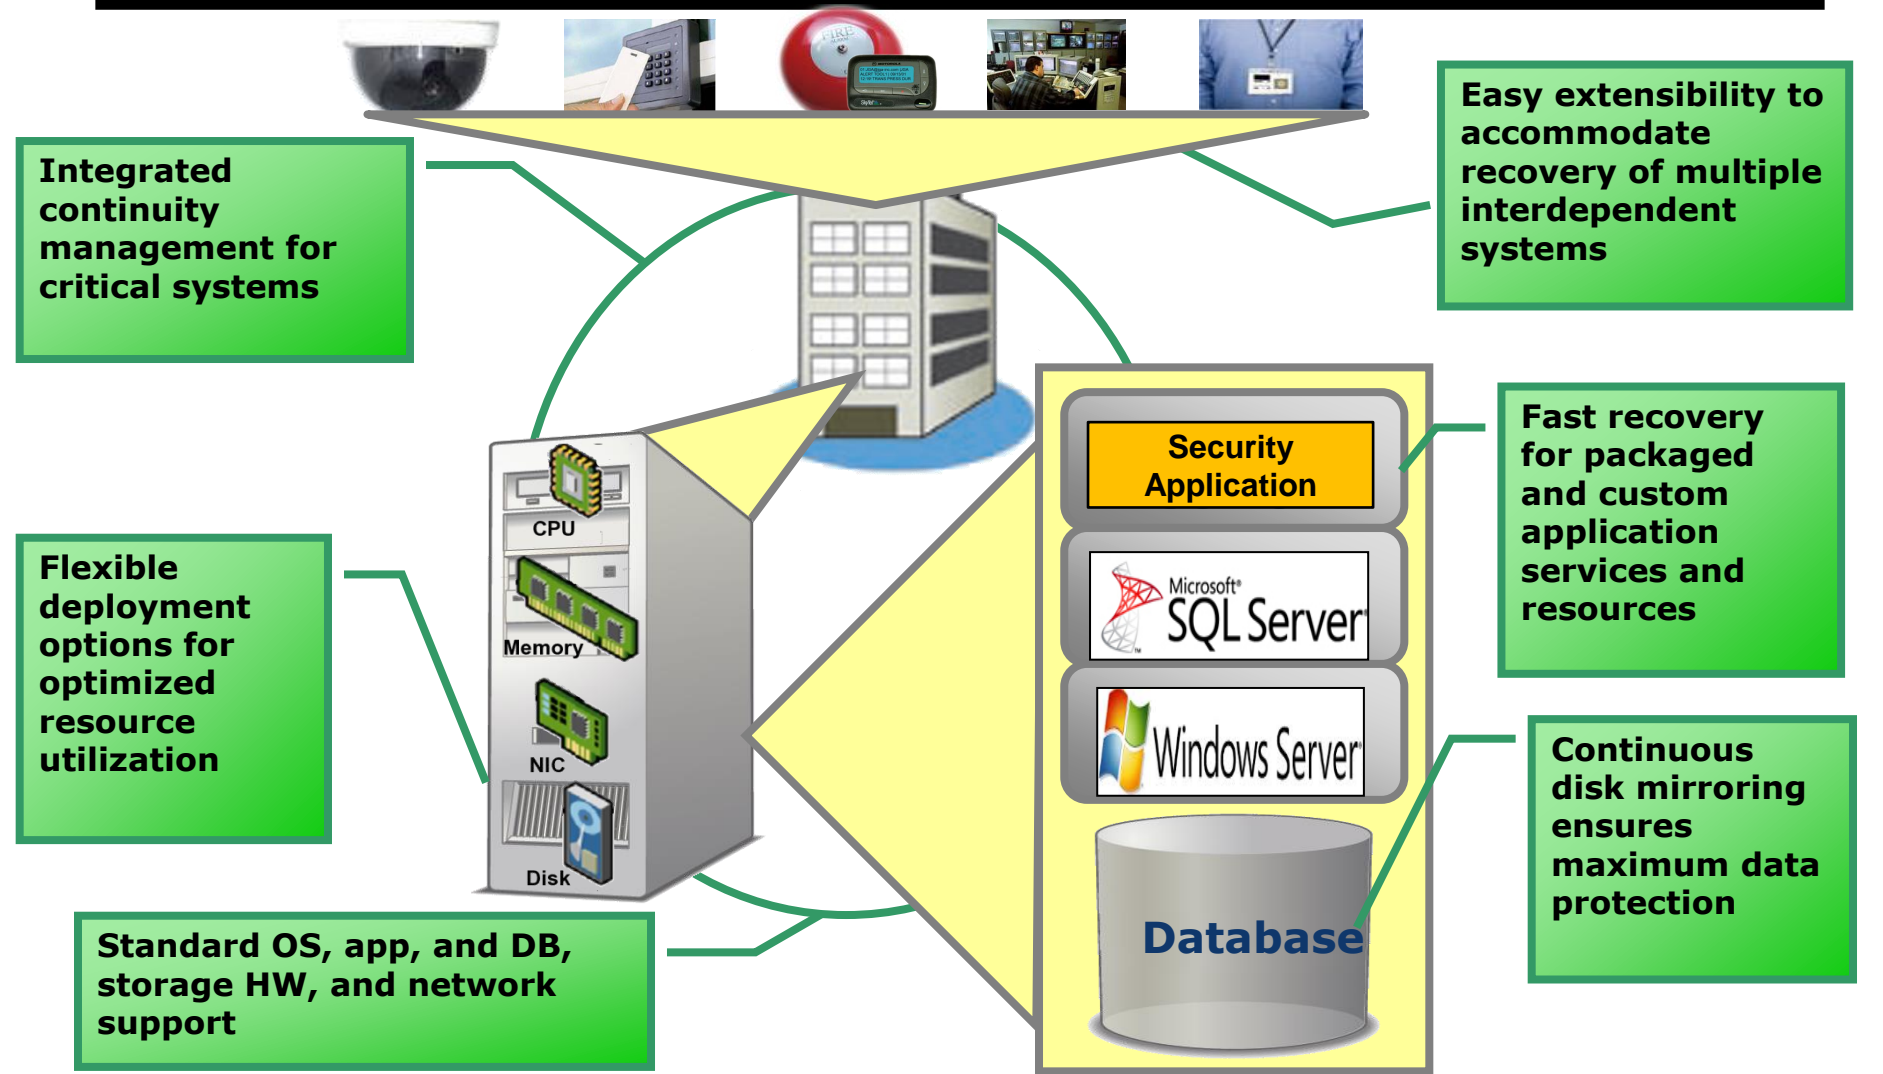 FIRE
Integrated
continuity
management for
critical systems
Easy extensibility to
accommodate
recovery of multiple
interdependent
systems
Security
Application
Fast recovery
for packaged
and custom
application
services and
resources
CPU
Memory
NIC
Disk
Flexible
deployment
options for
optimized
resource
utilization
Microsoft®
SQL Server®
Windows Server®
Database
Continuous
disk mirroring
ensures
maximum data
protection
Standard OS, app, and DB,
storage HW, and network
support